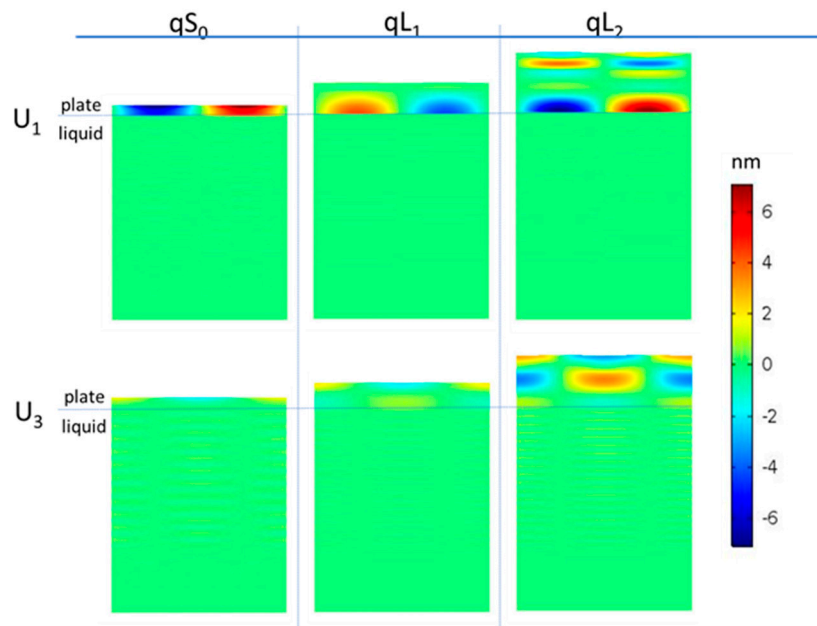 qS₀ qL₁ qL₂
U₁ plate
liquid
nm
6
4
2
0
-2
-4
-6
U₃ plate
liquid